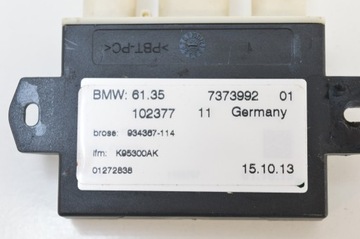 >PBT-PC<
1
BMW: 61.35 7373992 01
102377 11 Germany
brose: 934367-114
ifm: K95300AK
01272838 15.10.13